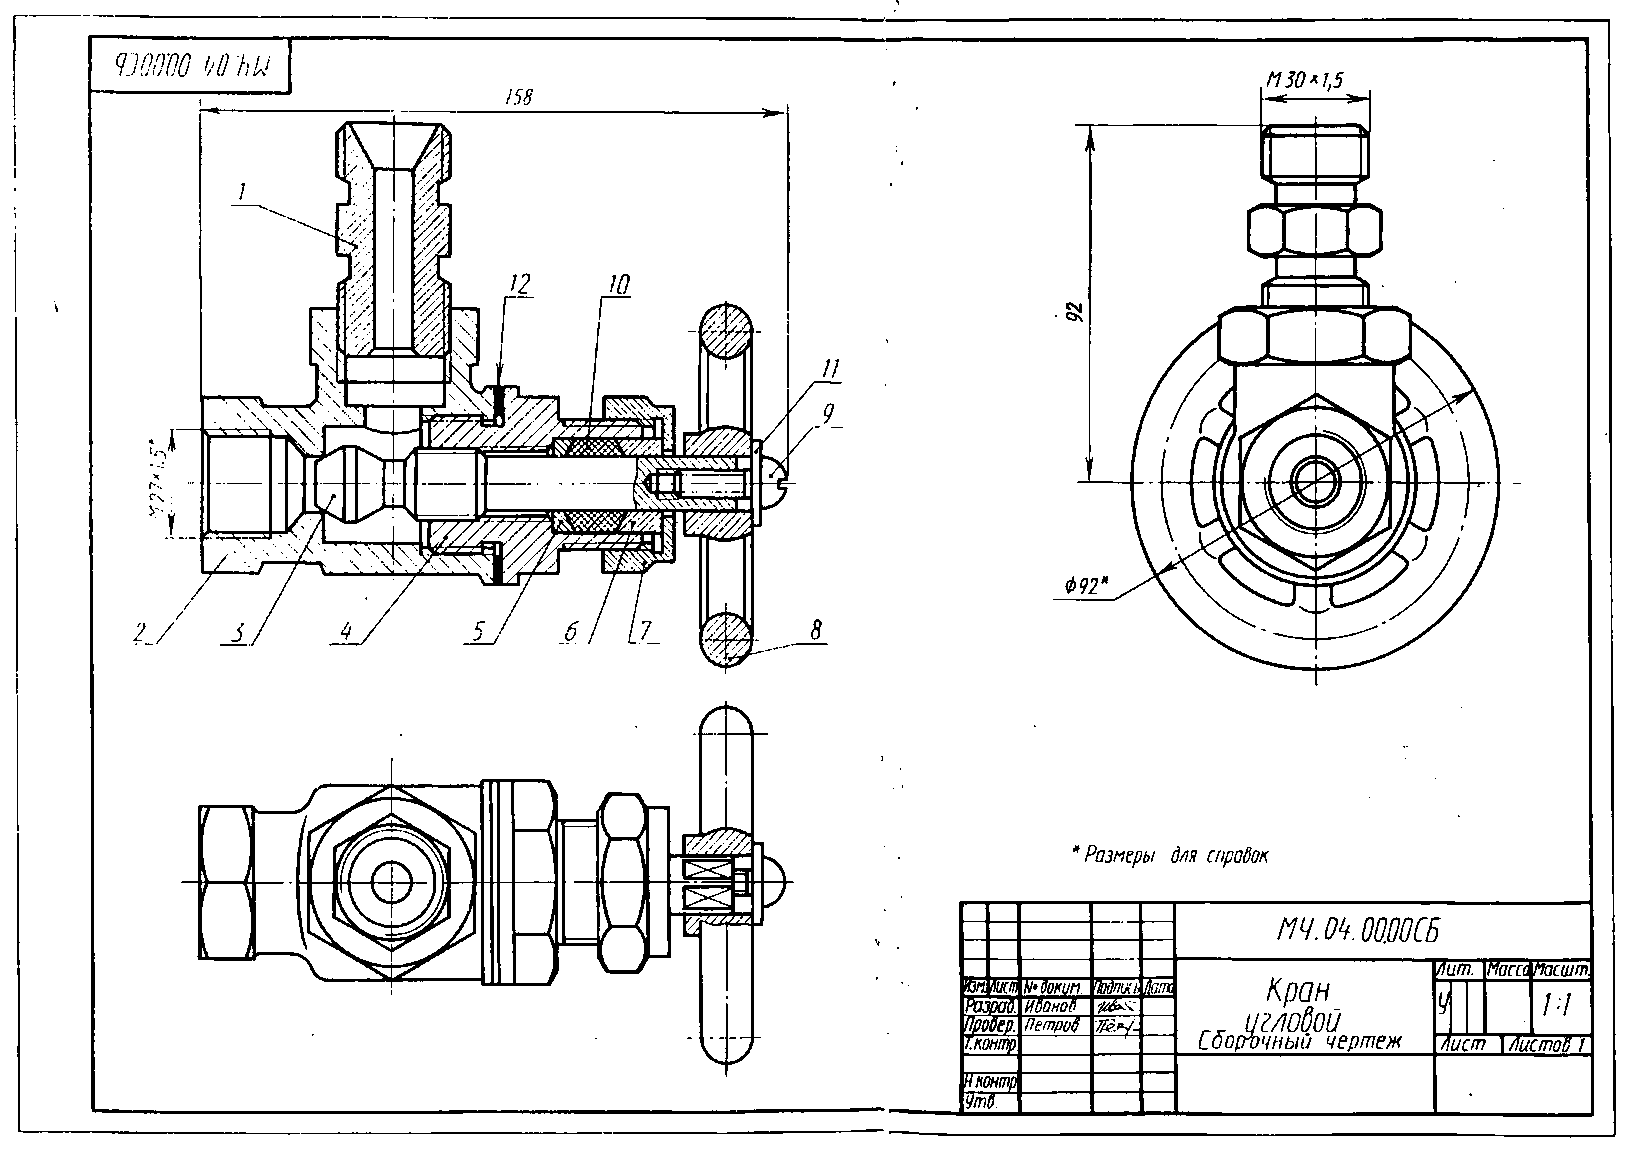 МЧ.04.00.00СБ
158
М30×1,5
1
12
10
92
11
9
М27×1,5*
Ф92*
2
3
4
5
6
7
8
* Размеры для справок
МЧ.04.00.00СБ
Лит. Масса Масшт.
Изм. Лист № докум. Подпись Дата
Кран
У 1:1
Разраб. Иванов
угловой
Провер. Петров
Сборочный чертеж
Т.контр.
Лист Листов 1
Н.контр.
Утв.